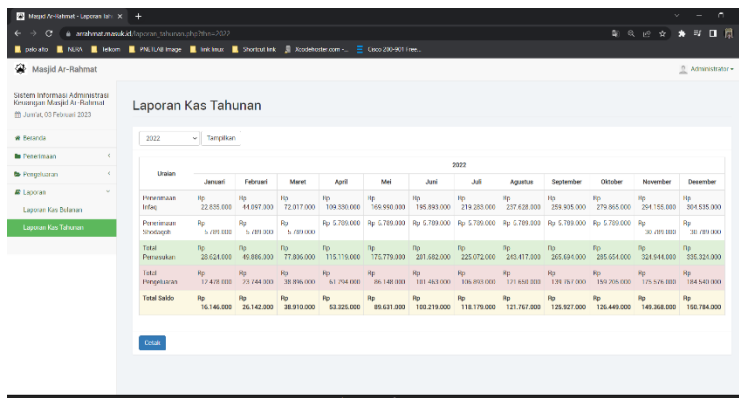 Masjid Ar-Rahmat - Laporan Tah
arrahmat.masuk.id/laporan_tahunan.php?thn=2022
palo alto NERA telkom PNETLAB Image link linux Shortcut link Xcodehoster.com -... Cisco 200-901 Free...
Masjid Ar-Rahmat
Administrator
Sistem Informasi Administrasi
Keuangan Masjid Ar-Rahmat
Jum'at, 03 Februari 2023
Beranda
Penerimaan
Pengeluaran
Laporan
Laporan Kas Bulanan
Laporan Kas Tahunan
Laporan Kas Tahunan
2022 Tampilkan
Uraian 2022
Januari Februari Maret April Mei Juni Juli Agustus September Oktober November Desember
Penerimaan Infaq Rp 22.835.000 Rp 44.097.000 Rp 72.017.000 Rp 109.330.000 Rp 169.990.000 Rp 195.893.000 Rp 219.283.000 Rp 237.628.000 Rp 259.905.000 Rp 279.865.000 Rp 294.155.000 Rp 304.535.000
Penerimaan Shodaqoh Rp 5.789.000 Rp 5.789.000 Rp 5.789.000 Rp 5.789.000 Rp 5.789.000 Rp 5.789.000 Rp 5.789.000 Rp 5.789.000 Rp 5.789.000 Rp 5.789.000 Rp 30.789.000 Rp 30.789.000
Total Pemasukan Rp 28.624.000 Rp 49.886.000 Rp 77.806.000 Rp 115.119.000 Rp 175.779.000 Rp 201.682.000 Rp 225.072.000 Rp 243.417.000 Rp 265.694.000 Rp 285.654.000 Rp 324.944.000 Rp 335.324.000
Total Pengeluaran Rp 12.478.000 Rp 23.744.000 Rp 38.896.000 Rp 61.794.000 Rp 86.148.000 Rp 101.463.000 Rp 106.893.000 Rp 121.650.000 Rp 139.767.000 Rp 159.205.000 Rp 175.576.000 Rp 184.540.000
Total Saldo Rp 16.146.000 Rp 26.142.000 Rp 38.910.000 Rp 53.325.000 Rp 89.631.000 Rp 100.219.000 Rp 118.179.000 Rp 121.767.000 Rp 125.927.000 Rp 126.449.000 Rp 149.368.000 Rp 150.784.000
Cetak